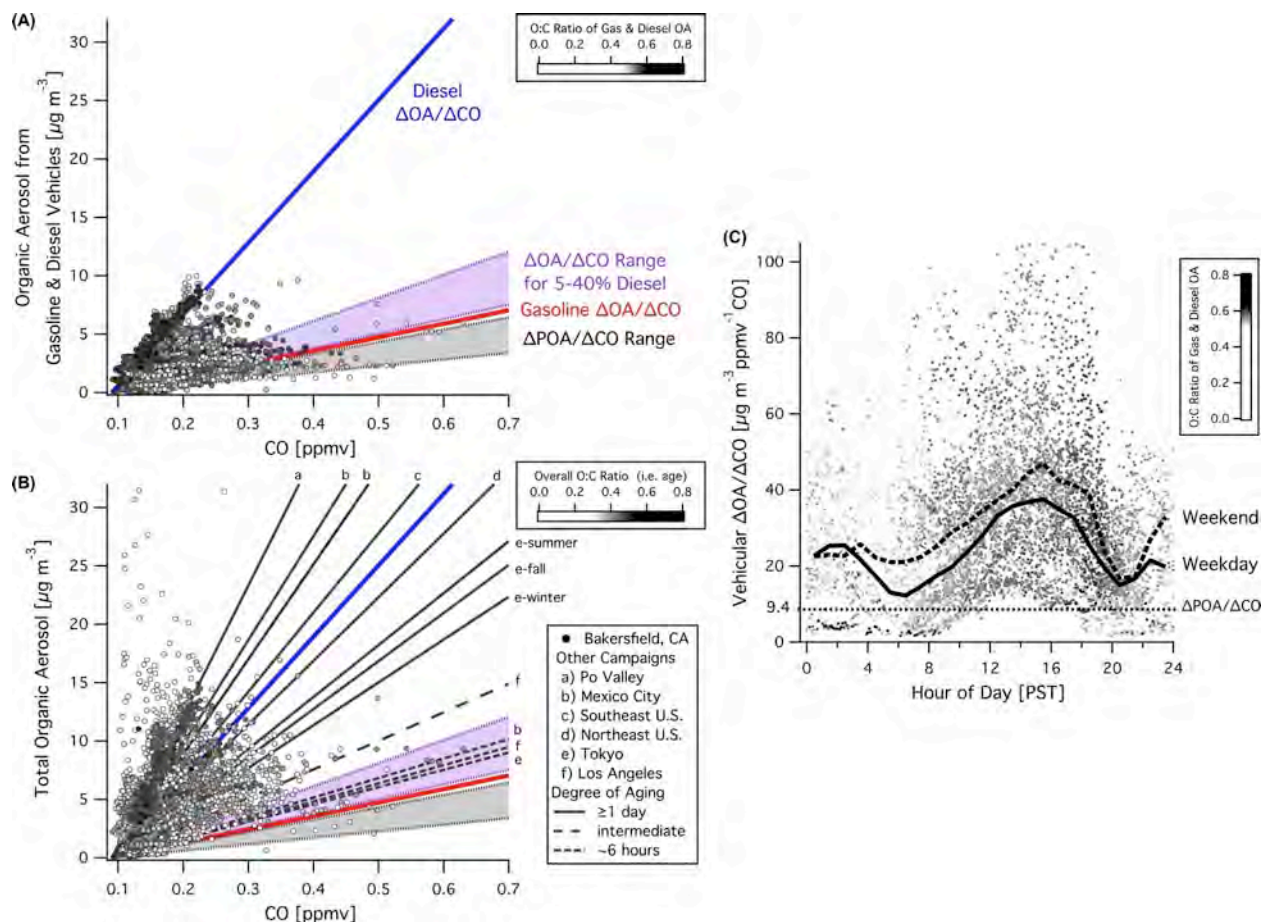 (A)
O:C Ratio of Gas & Diesel OA
0.0 0.2 0.4 0.6 0.8
Organic Aerosol from
Gasoline & Diesel Vehicles [µg m⁻³]
30
25
20
15
10
5
0
Diesel
ΔOA/ΔCO
ΔOA/ΔCO Range
for 5-40% Diesel
Gasoline ΔOA/ΔCO
ΔPOA/ΔCO Range
0.1 0.2 0.3 0.4 0.5 0.6 0.7
CO [ppmv]
(B)
Overall O:C Ratio (i.e. age)
0.0 0.2 0.4 0.6 0.8
Total Organic Aerosol [µg m⁻³]
30
25
20
15
10
5
0
a b b c d
e-summer
e-fall
e-winter
f
b
f
e
Bakersfield, CA
Other Campaigns
a) Po Valley
b) Mexico City
c) Southeast U.S.
d) Northeast U.S.
e) Tokyo
f) Los Angeles
Degree of Aging
≥1 day
intermediate
~6 hours
0.1 0.2 0.3 0.4 0.5 0.6 0.7
CO [ppmv]
(C)
O:C Ratio of Gas & Diesel OA
0.8
0.6
0.4
0.2
0.0
Vehicular ΔOA/ΔCO [µg m⁻³ ppmv⁻¹ CO]
100
80
60
40
20
9.4
0
Weekend
Weekday
ΔPOA/ΔCO
0 4 8 12 16 20 24
Hour of Day [PST]